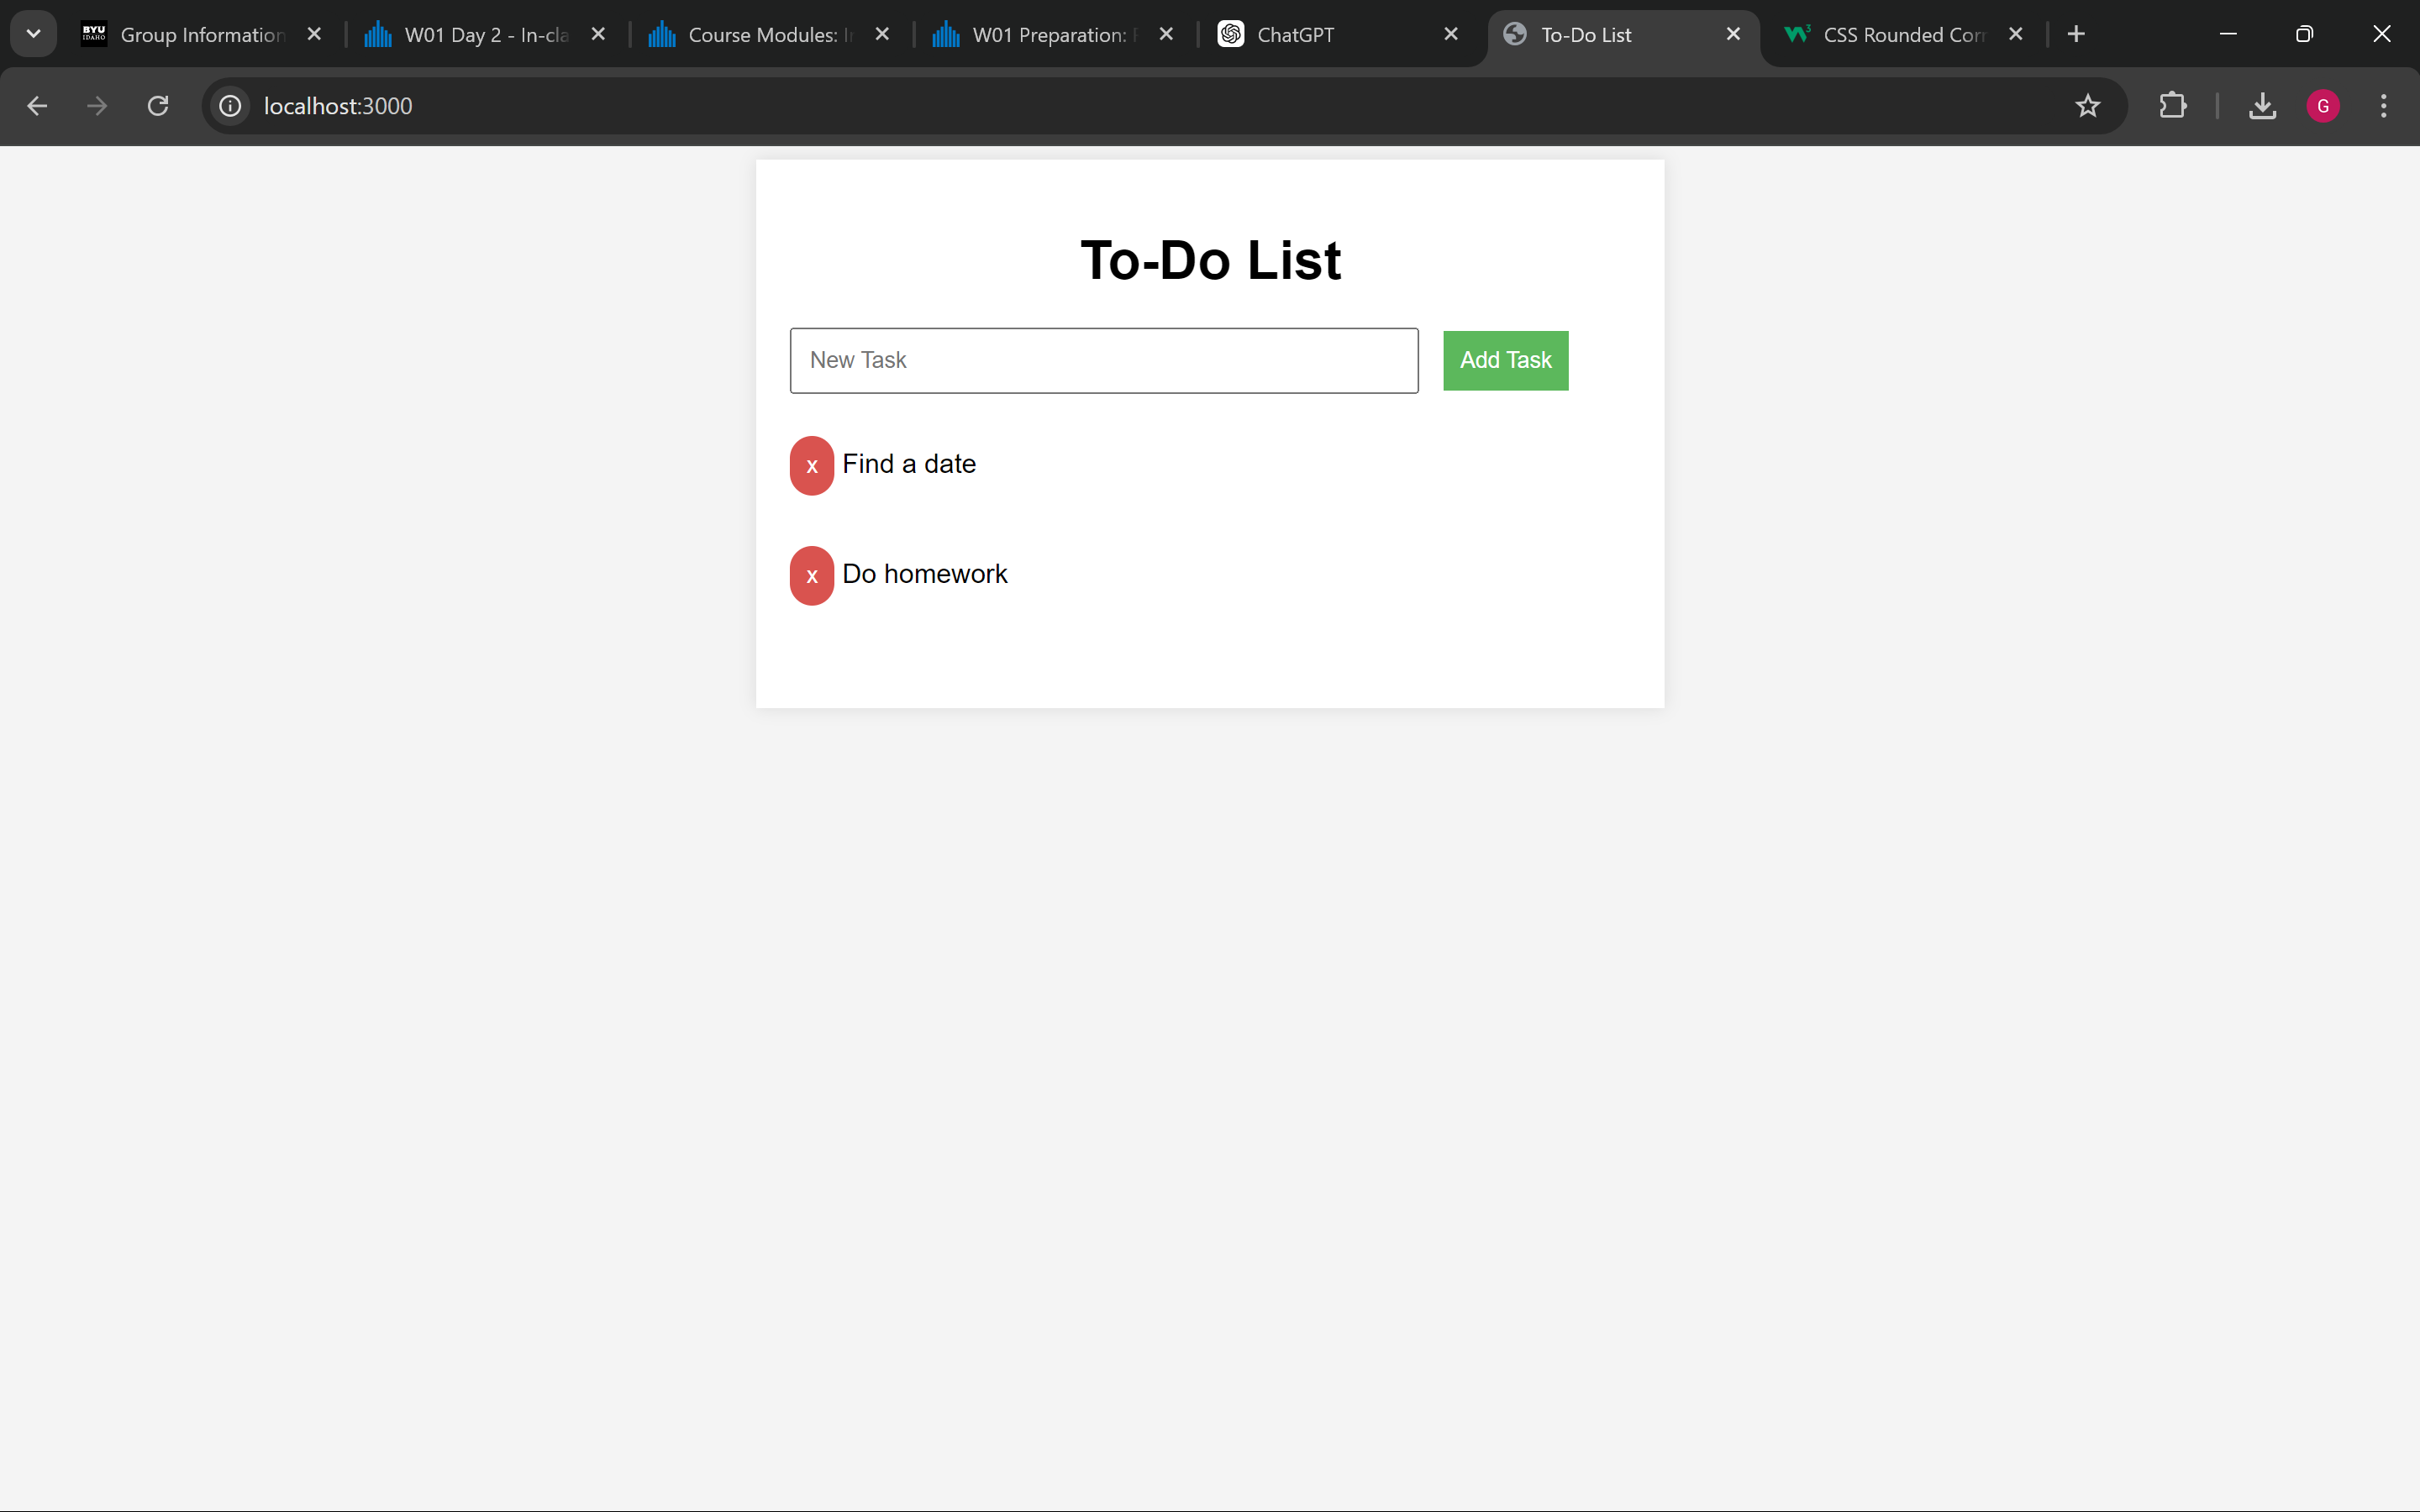 BYU IDAHO Group Information W01 Day 2 - In-cla Course Modules: I W01 Preparation: ChatGPT To-Do List W3 CSS Rounded Cor
localhost:3000 G
To-Do List
New Task Add Task
x Find a date
x Do homework